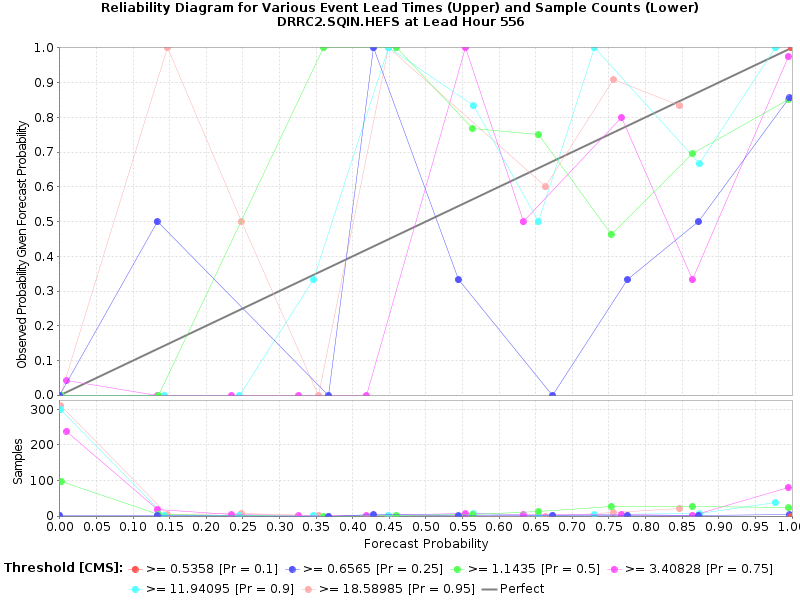 Reliability Diagram for Various Event Lead Times (Upper) and Sample Counts (Lower)
DRRC2.SQIN.HEFS at Lead Hour 556
Observed Probability Given Forecast Probability
1.0
0.9
0.8
0.7
0.6
0.5
0.4
0.3
0.2
0.1
0.0
Samples
300
200
100
0
0.00 0.05 0.10 0.15 0.20 0.25 0.30 0.35 0.40 0.45 0.50 0.55 0.60 0.65 0.70 0.75 0.80 0.85 0.90 0.95 1.0
Forecast Probability
Threshold [CMS]: >= 0.5358 [Pr = 0.1] >= 0.6565 [Pr = 0.25] >= 1.1435 [Pr = 0.5] >= 3.40828 [Pr = 0.75]
>= 11.94095 [Pr = 0.9] >= 18.58985 [Pr = 0.95] Perfect